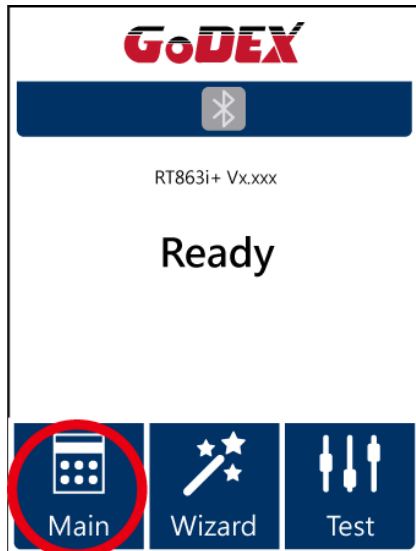 GoDEX
RT863i+ Vx.xxx
Ready
Main
Wizard
Test